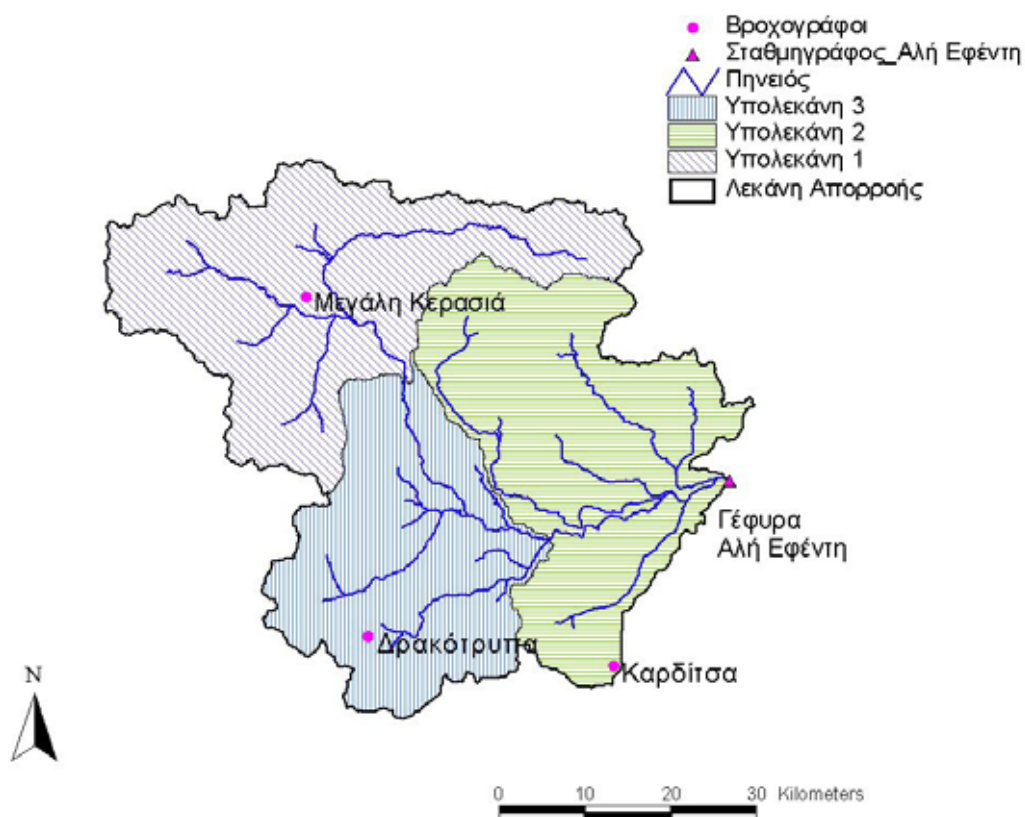 Βροχογράφοι
Σταθμηγράφος_Αλή Εφέντη
Πηνειός
Υπολεκάνη 3
Υπολεκάνη 2
Υπολεκάνη 1
Λεκάνη Απορροής
Μεγάλη Κερασιά
Γέφυρα
Αλή Εφέντη
Δρακότρυπα
Καρδίτσα
N
0 10 20 30 Kilometers